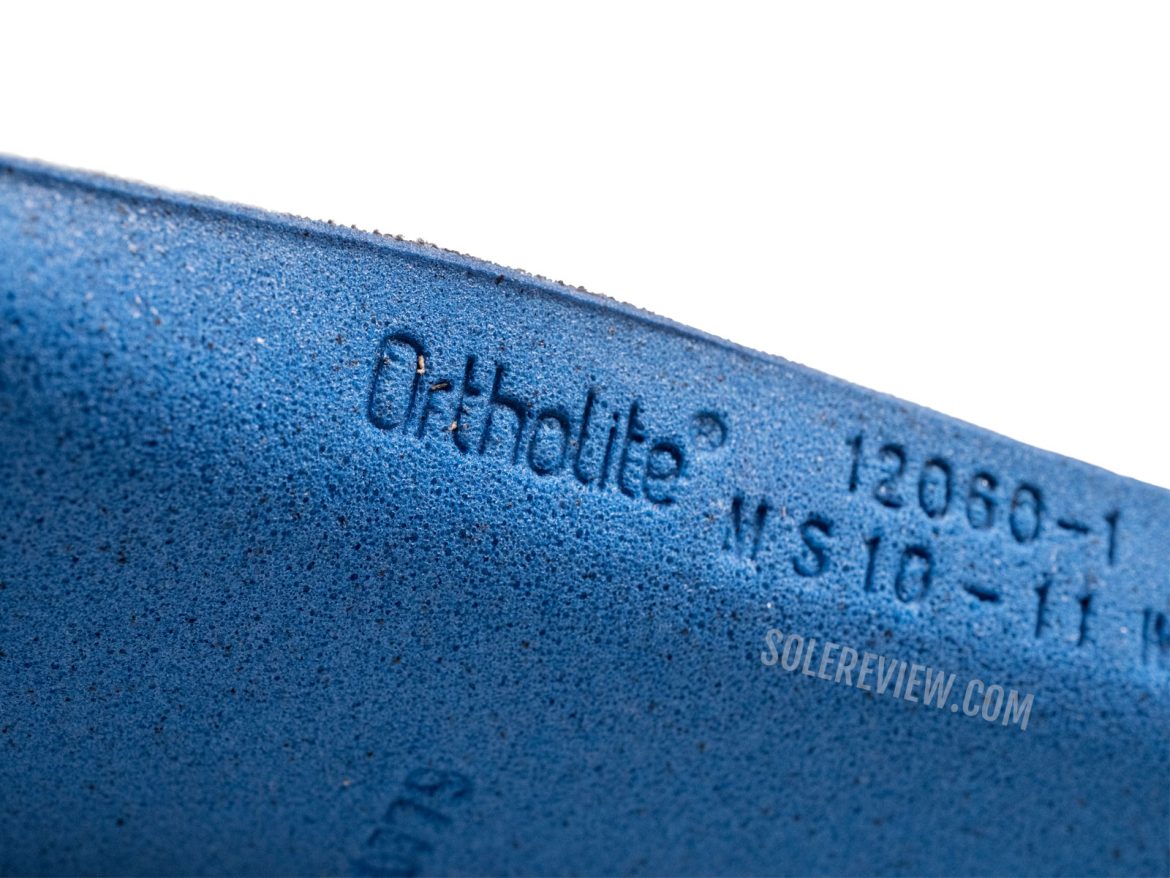 Ortholite® 12060-1
M'S 10-11
SOLEREVIEW.COM